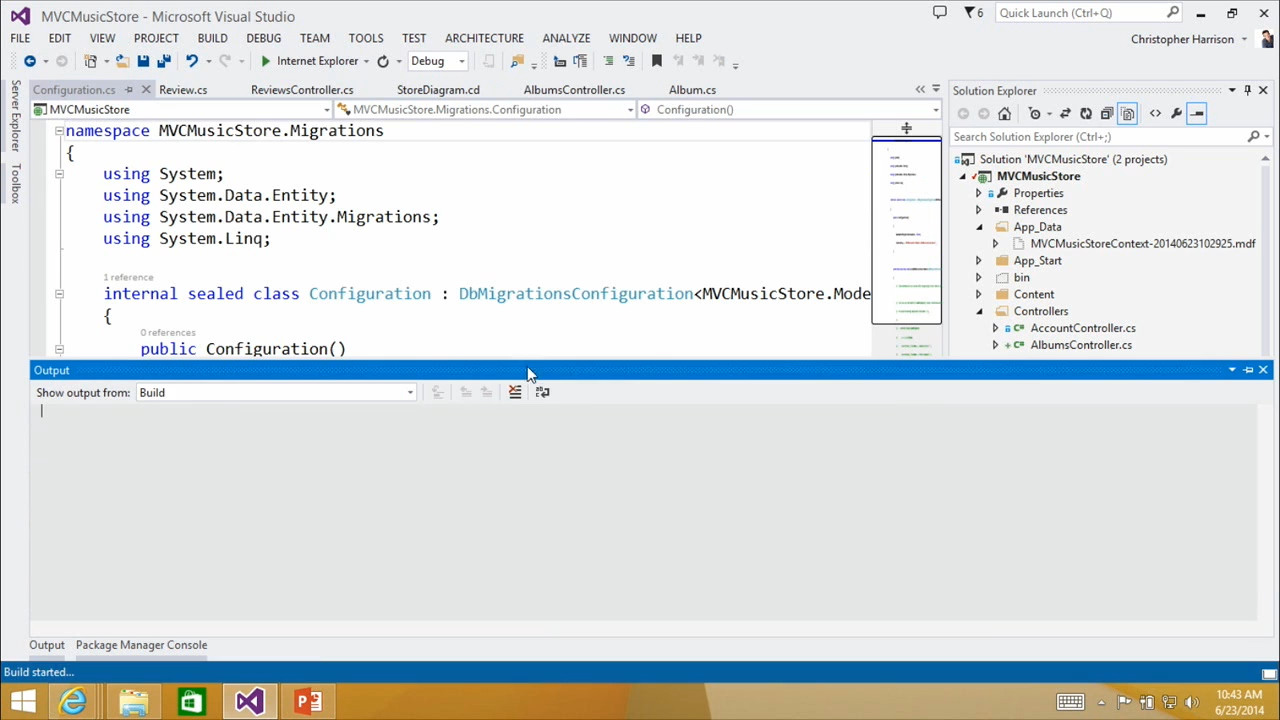 MVCMusicStore - Microsoft Visual Studio
6
Quick Launch (Ctrl+Q)
FILE EDIT VIEW PROJECT BUILD DEBUG TEAM TOOLS TEST ARCHITECTURE ANALYZE WINDOW HELP
Christopher Harrison
Internet Explorer
Debug
Configuration.cs Review.cs ReviewsController.cs StoreDiagram.cd AlbumsController.cs Album.cs
MVCMusicStore MVCMusicStore.Migrations.Configuration Configuration()
Server Explorer
Toolbox
namespace MVCMusicStore.Migrations
{
using System;
using System.Data.Entity;
using System.Data.Entity.Migrations;
using System.Linq;
1 reference
internal sealed class Configuration : DbMigrationsConfiguration<MVCMusicStore.Mode
{
0 references
public Configuration()
Solution Explorer
Search Solution Explorer (Ctrl+;)
Solution 'MVCMusicStore' (2 projects)
MVCMusicStore
Properties
References
App_Data
MVCMusicStoreContext-20140623102925.mdf
App_Start
bin
Content
Controllers
AccountController.cs
AlbumsController.cs
Output
Show output from: Build
Output Package Manager Console
Build started...
10:43 AM
6/23/2014